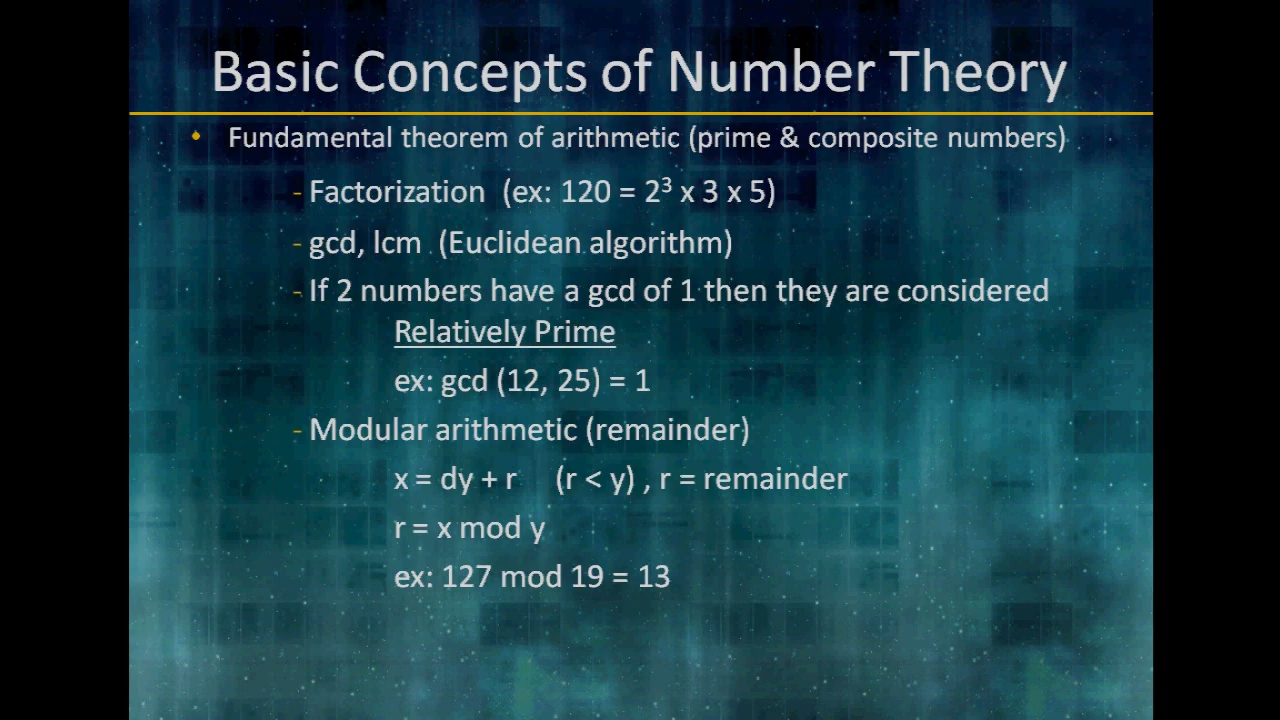 Basic Concepts of Number Theory
• Fundamental theorem of arithmetic (prime & composite numbers)
- Factorization (ex: 120 = 2³ x 3 x 5)
- gcd, lcm (Euclidean algorithm)
- If 2 numbers have a gcd of 1 then they are considered
Relatively Prime
ex: gcd (12, 25) = 1
- Modular arithmetic (remainder)
x = dy + r (r < y) , r = remainder
r = x mod y
ex: 127 mod 19 = 13